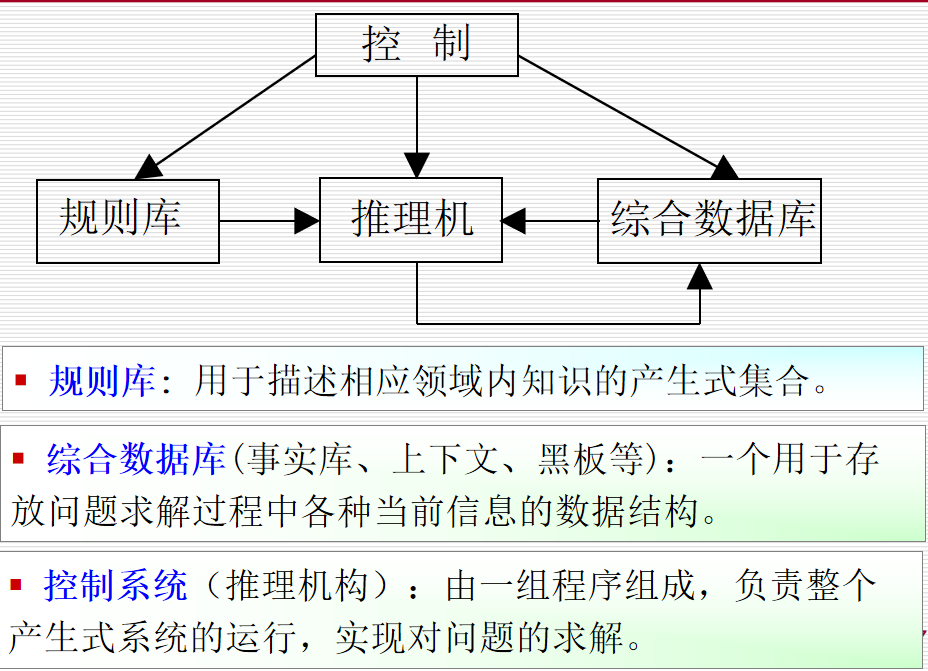 控 制
规则库
推理机
综合数据库
▪ 规则库：用于描述相应领域内知识的产生式集合。
▪ 综合数据库(事实库、上下文、黑板等)：一个用于存
放问题求解过程中各种当前信息的数据结构。
▪ 控制系统（推理机构）：由一组程序组成，负责整个
产生式系统的运行，实现对问题的求解。